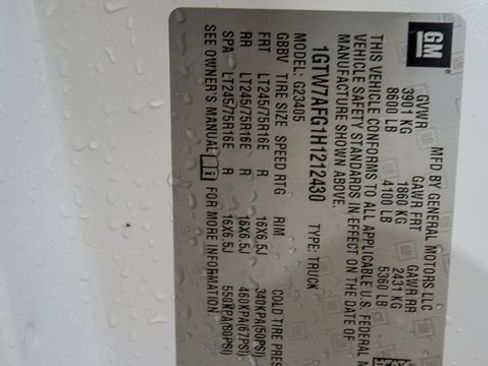 GM
MFD BY GENERAL MOTORS LLC
GVWR GAWR FRT GAWR RR
3901 KG 1860 KG 2431 KG
8600 LB 4100 LB 5360 LB
THIS VEHICLE CONFORMS TO ALL APPLICABLE U.S. FEDERAL
VEHICLE SAFETY STANDARDS IN EFFECT ON THE DATE OF
MANUFACTURE SHOWN ABOVE.
1GTW7AFG1H1212430 TYPE: TRUCK
MODEL: G23405
GBBV TIRE SIZE SPEED RTG RIM COLD TIRE
FRT LT245/75R16E R 16X6.5J 340KPA(50PSI)
RR LT245/75R16E R 16X6.5J 460KPA(67PSI)
SPA LT245/75R16E R 16X6.5J 550KPA(80PSI)
SEE OWNER'S MANUAL i FOR MORE INFORMATION.